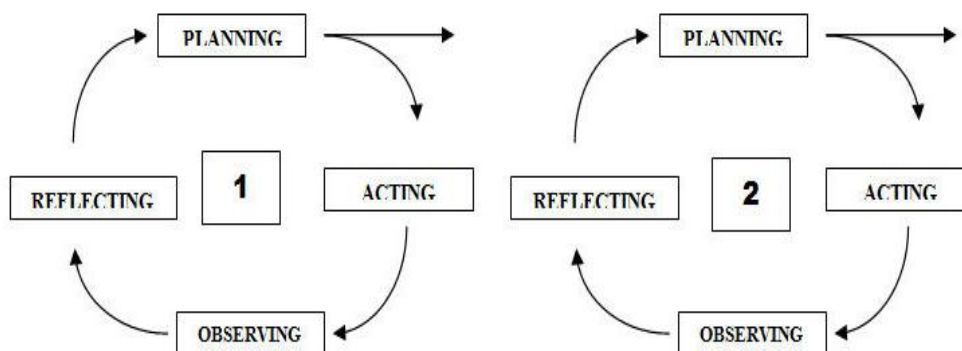 PLANNING
PLANNING
REFLECTING
1
ACTING
REFLECTING
2
ACTING
OBSERVING
OBSERVING